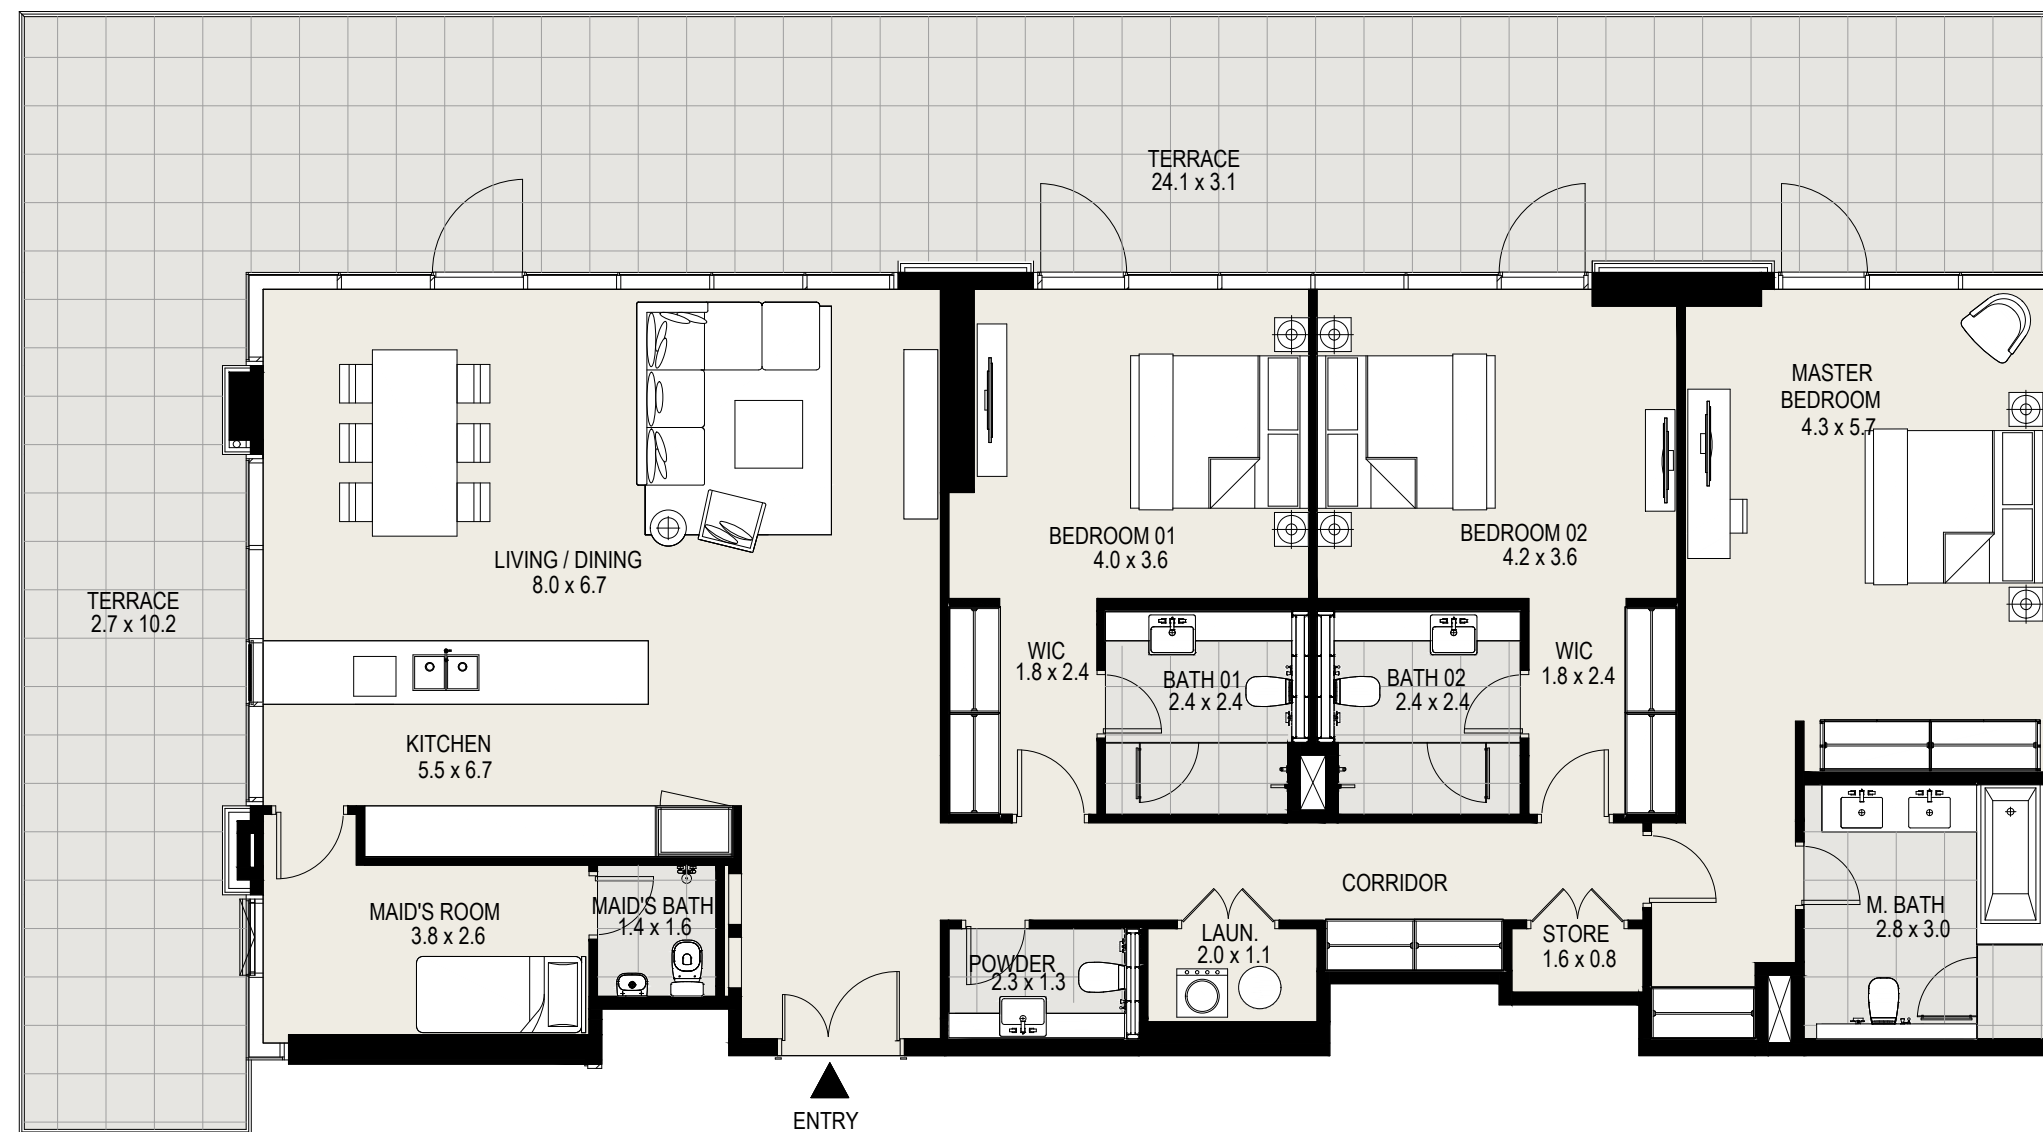 TERRACE
24.1 x 3.1
MASTER
BEDROOM
4.3 x 5.7
BEDROOM 01
4.0 x 3.6
BEDROOM 02
4.2 x 3.6
LIVING / DINING
8.0 x 6.7
TERRACE
2.7 x 10.2
WIC
1.8 x 2.4
BATH 01
2.4 x 2.4
BATH 02
2.4 x 2.4
WIC
1.8 x 2.4
KITCHEN
5.5 x 6.7
CORRIDOR
MAID'S ROOM
3.8 x 2.6
MAID'S BATH
1.4 x 1.6
POWDER
2.3 x 1.3
LAUN.
2.0 x 1.1
STORE
1.6 x 0.8
M. BATH
2.8 x 3.0
ENTRY